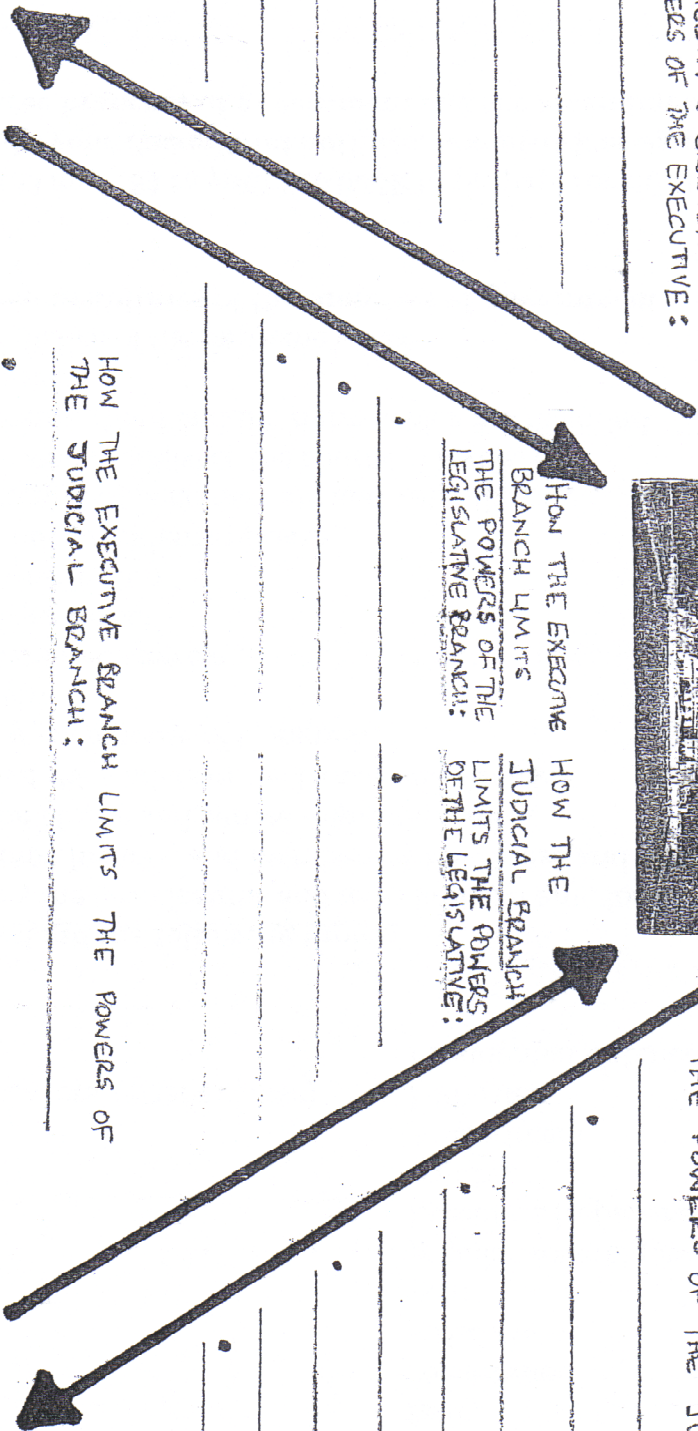 ERS OF THE EXECUTIVE:
HOW THE EXECUTIVE
BRANCH LIMITS
THE POWERS OF THE
LEGISLATIVE BRANCH:
HOW THE
JUDICIAL BRANCH
LIMITS THE POWERS
OF THE LEGISLATIVE:
THE POWERS OF THE JU
HOW THE EXECUTIVE BRANCH LIMITS THE POWERS OF
THE JUDICIAL BRANCH: